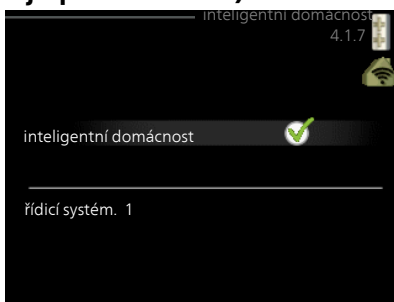 inteligentní domácnost
4.1.7
inteligentní domácnost
řídicí systém. 1